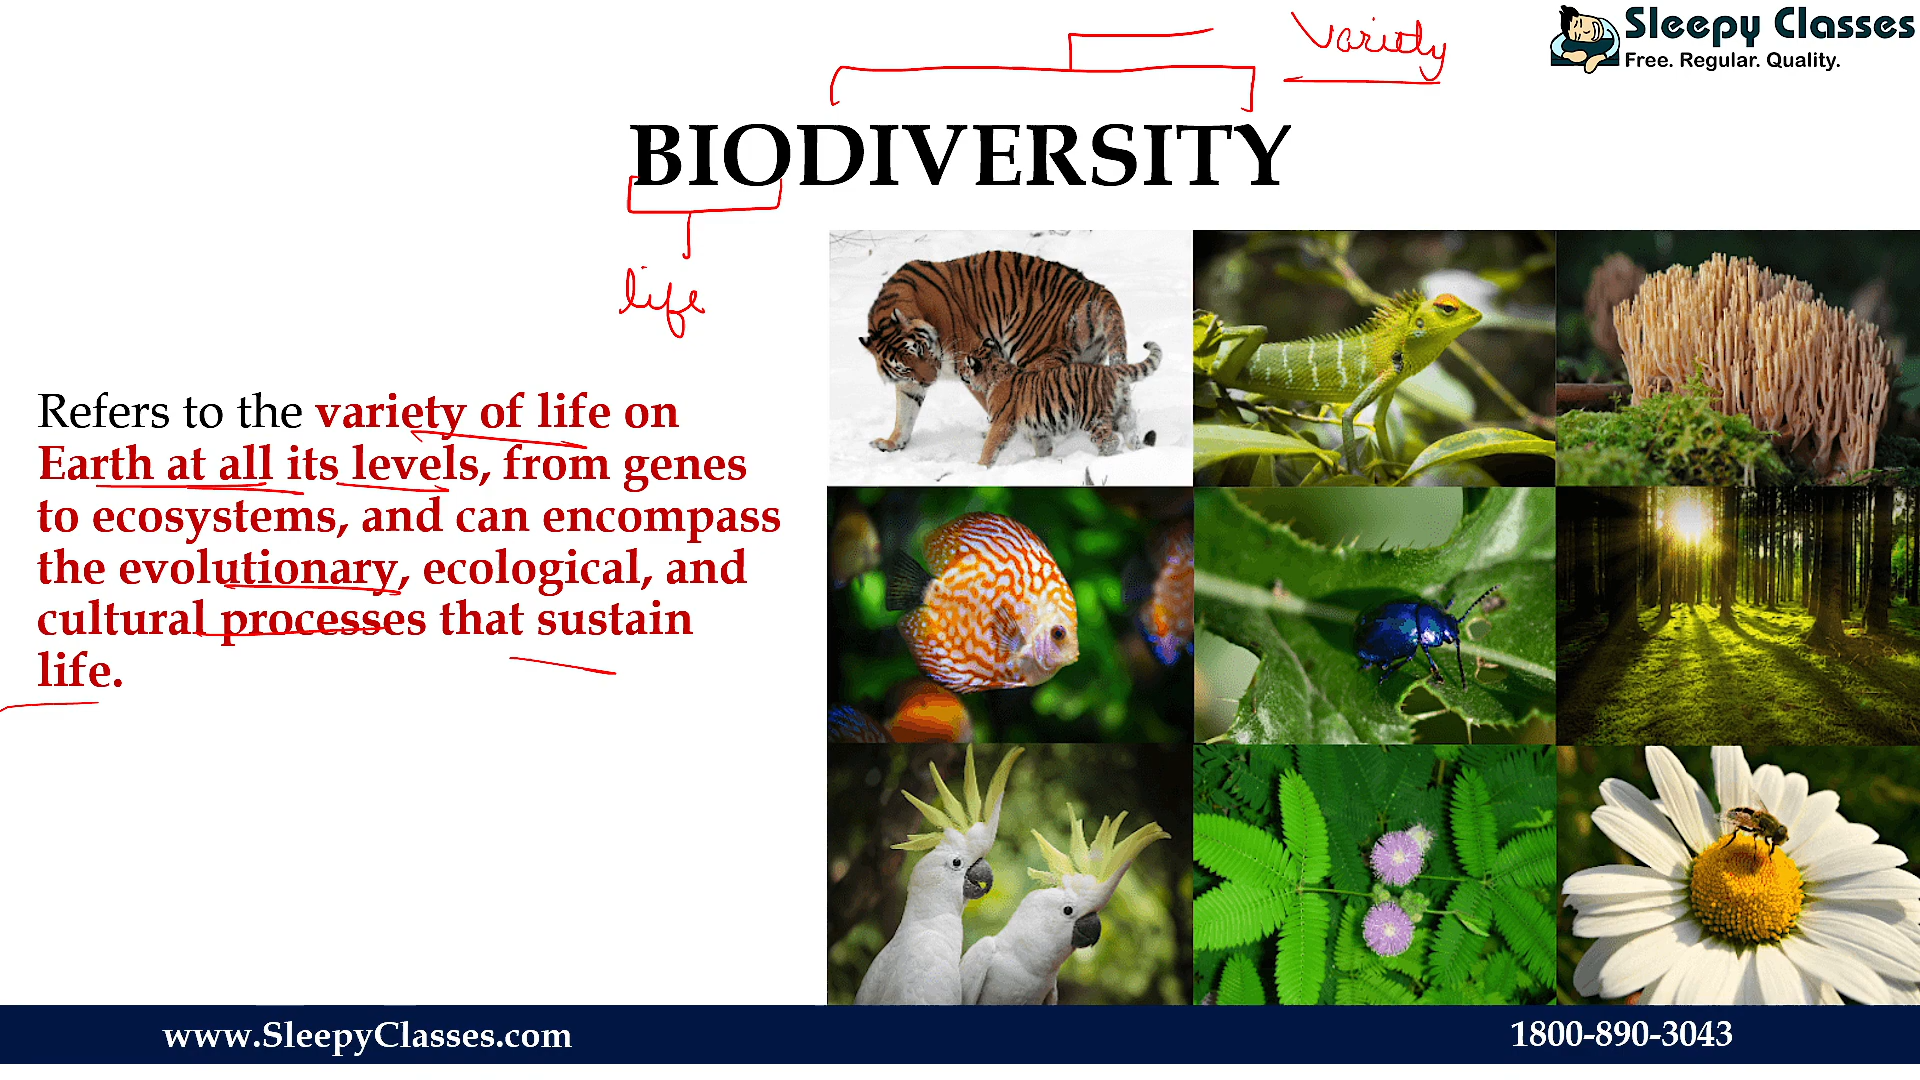 Variety
Sleepy Classes
Free. Regular. Quality.
BIODIVERSITY
life
Refers to the variety of life on
Earth at all its levels, from genes
to ecosystems, and can encompass
the evolutionary, ecological, and
cultural processes that sustain
life.
www.SleepyClasses.com
1800-890-3043